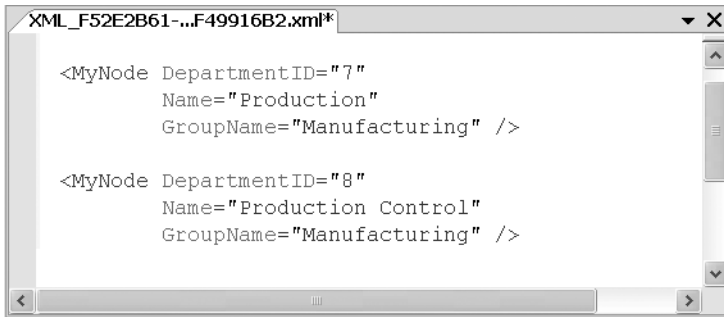 XML_F52E2B61-...F49916B2.xml*
<MyNode DepartmentID="7"
Name="Production"
GroupName="Manufacturing" />
<MyNode DepartmentID="8"
Name="Production Control"
GroupName="Manufacturing" />